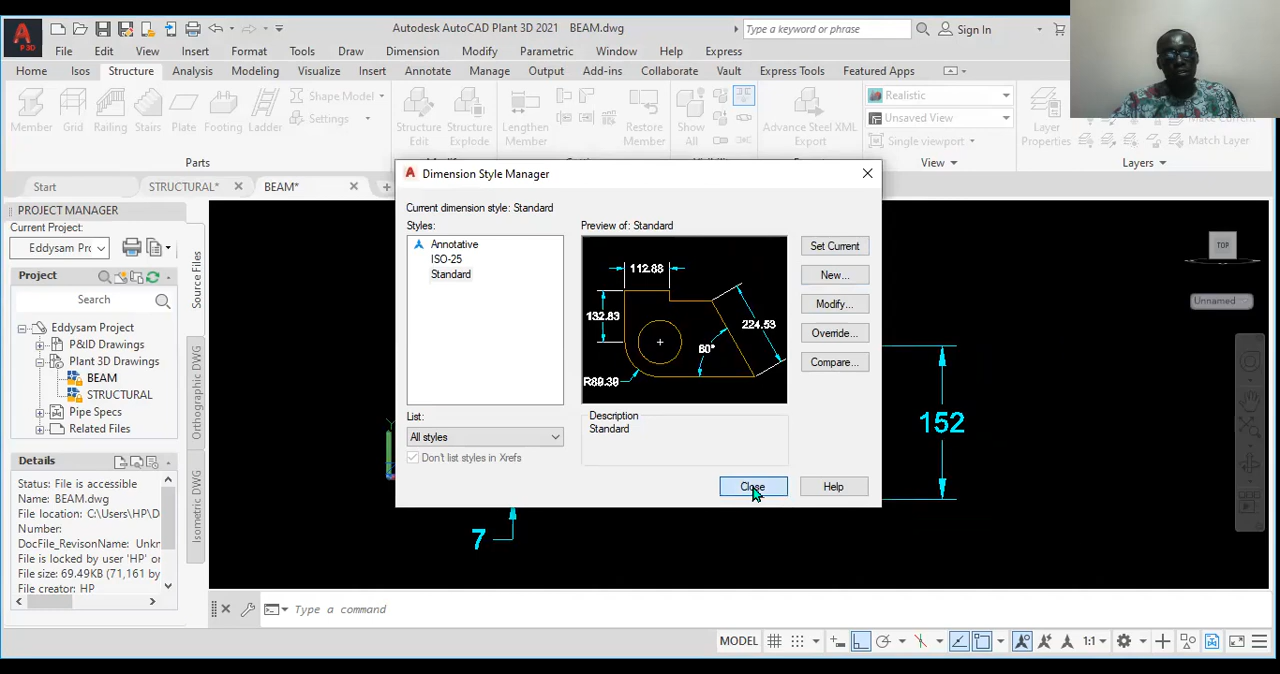 Autodesk AutoCAD Plant 3D 2021 BEAM.dwg
Type a keyword or phrase
Sign In
P3D
File Edit View Insert Format Tools Draw Dimension Modify Parametric Window Help Express
Home Isos Structure Analysis Modeling Visualize Insert Annotate Manage Output Add-ins Collaborate Vault Express Tools Featured Apps
Member Grid Railing Stairs Plate Footing Ladder
Shape Model
Settings
Structure Edit
Structure Explode
Lengthen Member
Restore Member
Show All
Advance Steel XML Export
Realistic
Unsaved View
Single viewport
Layer Properties
Match Layer
Parts
View
Layers
Start STRUCTURAL* BEAM*
PROJECT MANAGER
Current Project:
Eddysam Prc
Project
Search
Eddysam Project
P&ID Drawings
Plant 3D Drawings
BEAM
STRUCTURAL
Pipe Specs
Related Files
Source Files
Orthographic DWG
Isometric DWG
Details
Status: File is accessible
Name: BEAM.dwg
File location: C:\Users\HP\D
Number:
DocFile_RevisonName: Unkn
File is locked by user 'HP' or
File size: 69.49KB (71,161 by
File creator: HP
Dimension Style Manager
Current dimension style: Standard
Styles:
Annotative
ISO-25
Standard
List:
All styles
Don't list styles in Xrefs
Preview of: Standard
112.88
132.83
224.53
60°
R89.39
Description
Standard
Set Current
New...
Modify...
Override...
Compare...
Close
Help
TOP
Unnamed
152
7
Type a command
MODEL
1:1